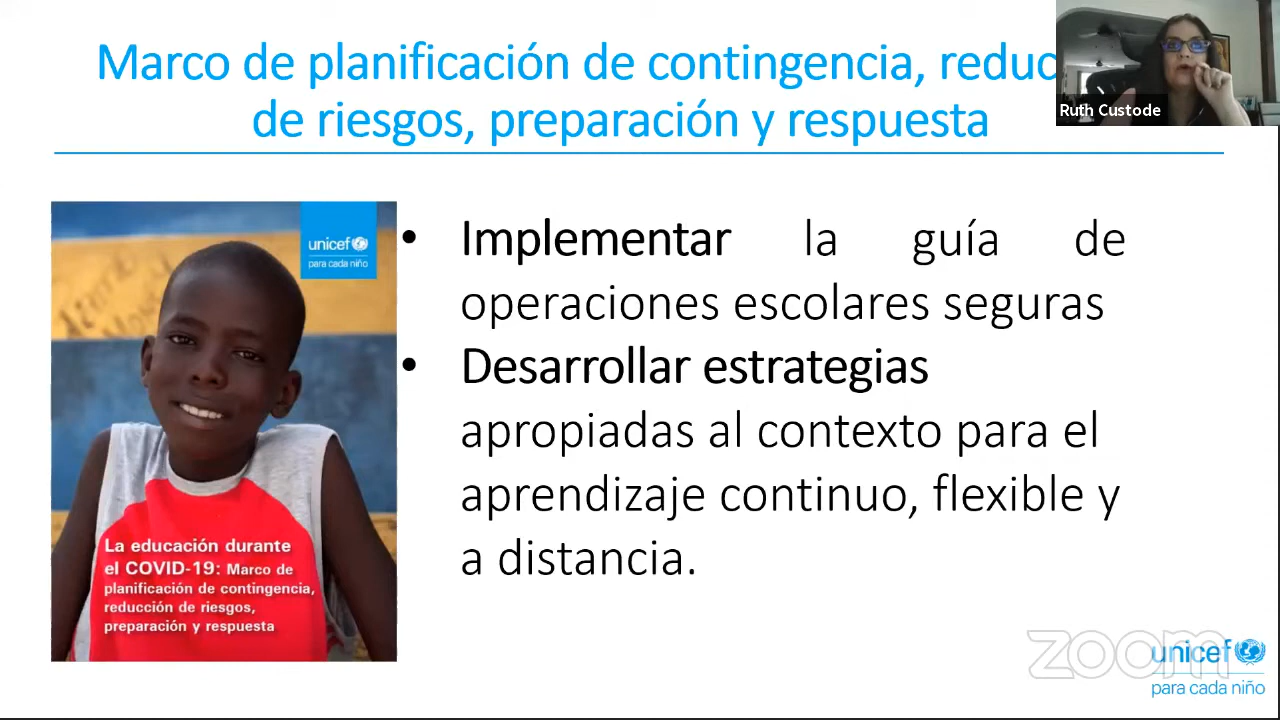 Marco de planificación de contingencia, reduc
de riesgos, preparación y respuesta
Ruth Custode
unicef
para cada niño
• Implementar la guía de
operaciones escolares seguras
• Desarrollar estrategias
apropiadas al contexto para el
aprendizaje continuo, flexible y
a distancia.
La educación durante
el COVID-19: Marco de
planificación de contingencia,
reducción de riesgos,
preparación y respuesta
zoom
unicef
para cada niño